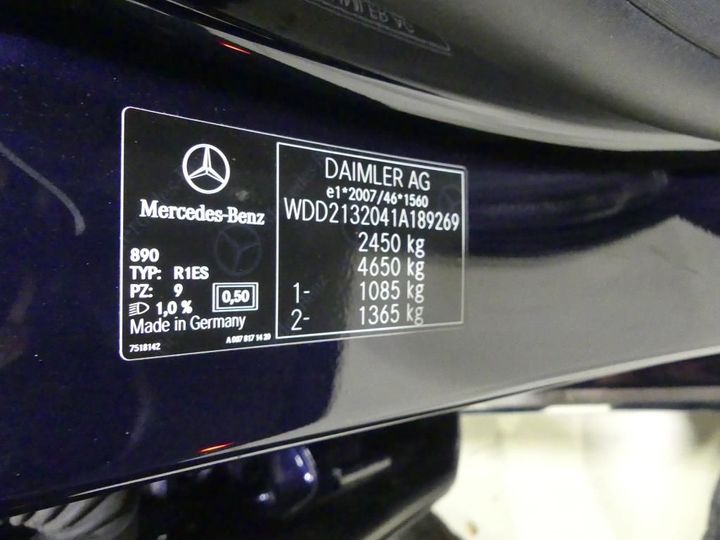 Mercedes-Benz
890
TYP: R1ES
PZ: 9
0,50
1,0 %
Made in Germany
7518142
A 007 817 14 20
DAIMLER AG
e1*2007/46*1560
WDD2132041A189269
2450 kg
4650 kg
1- 1085 kg
2- 1365 kg